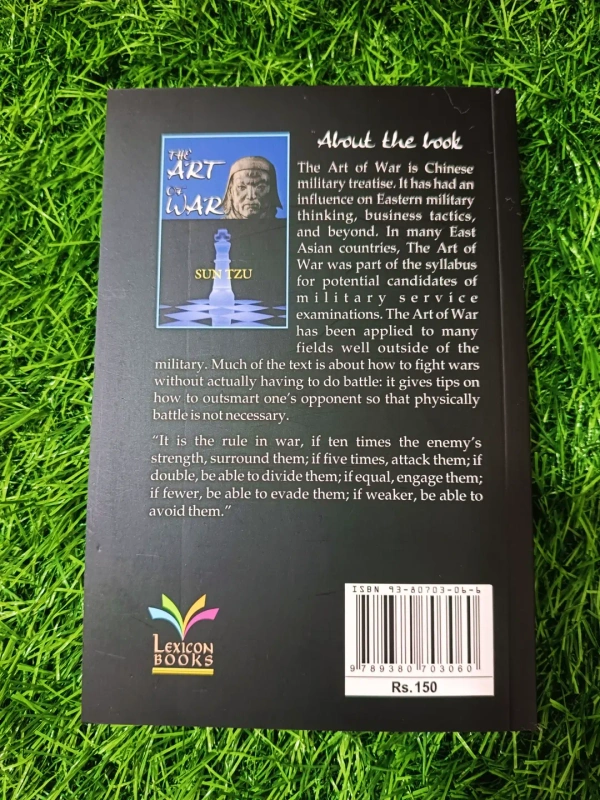 THE
ART
OF
WAR
SUN TZU
About the book
The Art of War is Chinese
military treatise. It has had an
influence on Eastern military
thinking, business tactics,
and beyond. In many East
Asian countries, The Art of
War was part of the syllabus
for potential candidates of
military service
examinations. The Art of War
has been applied to many
fields well outside of the
military. Much of the text is about how to fight wars
without actually having to do battle: it gives tips on
how to outsmart one's opponent so that physically
battle is not necessary.
"It is the rule in war, if ten times the enemy's
strength, surround them; if five times, attack them; if
double, be able to divide them; if equal, engage them;
if fewer, be able to evade them; if weaker, be able to
avoid them."
LEXICON
BOOKS
ISBN 93-80703-06-6
9 789380 703060
Rs. 150